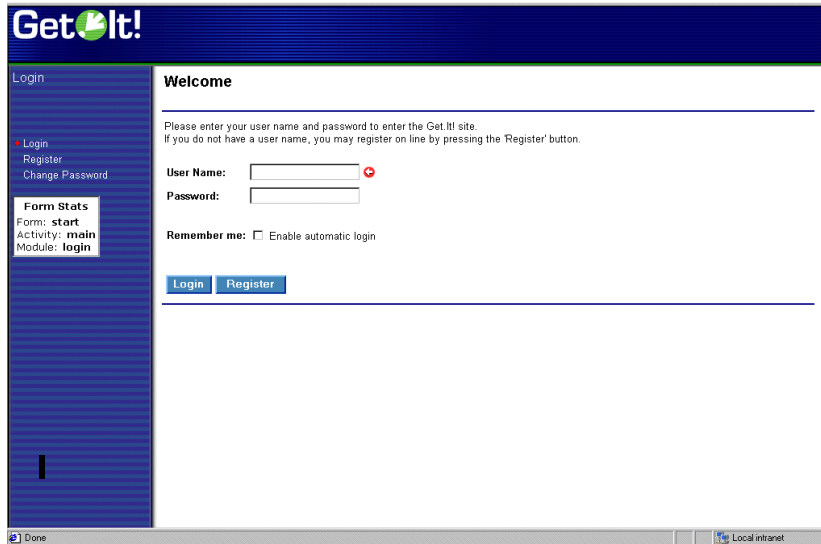 Get It!
Login
Welcome
Please enter your user name and password to enter the Get.It! site.
If you do not have a user name, you may register on line by pressing the 'Register' button.
Login
Register
Change Password
User Name:
Password:
Form Stats
Form: start
Activity: main
Module: login
Remember me: Enable automatic login
Login Register
Done Local intranet